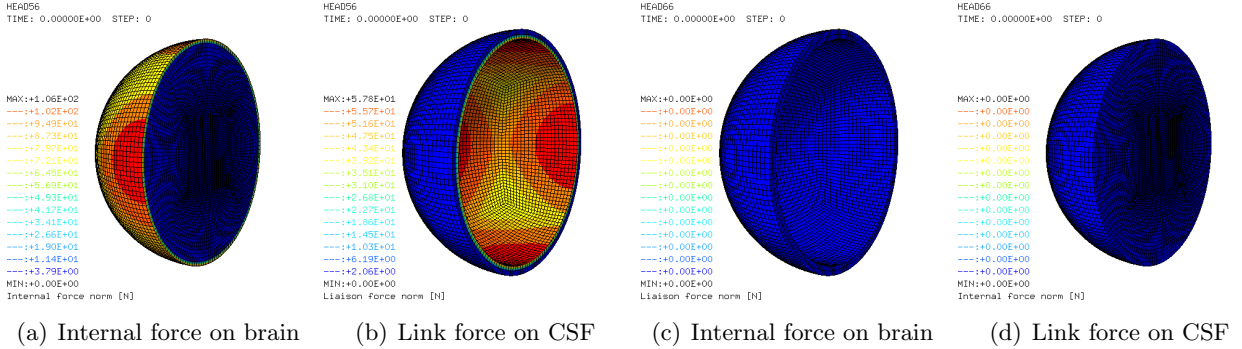 HEAD56
TIME: 0.00000E+00 STEP: 0
MAX:+1.06E+02
---:+1.02E+02
---:+9.49E+01
---:+8.73E+01
---:+7.97E+01
---:+7.21E+01
---:+6.45E+01
---:+5.69E+01
---:+4.93E+01
---:+4.17E+01
---:+3.41E+01
---:+2.66E+01
---:+1.90E+01
---:+1.14E+01
---:+3.79E+00
MIN:+0.00E+00
Internal force norm [N]
(a) Internal force on brain
HEAD56
TIME: 0.00000E+00 STEP: 0
MAX:+5.78E+01
---:+5.57E+01
---:+5.16E+01
---:+4.75E+01
---:+4.34E+01
---:+3.92E+01
---:+3.51E+01
---:+3.10E+01
---:+2.68E+01
---:+2.27E+01
---:+1.86E+01
---:+1.45E+01
---:+1.03E+01
---:+6.19E+00
---:+2.06E+00
MIN:+0.00E+00
Liaison force norm [N]
(b) Link force on CSF
HEAD66
TIME: 0.00000E+00 STEP: 0
MAX:+0.00E+00
---:+0.00E+00
---:+0.00E+00
---:+0.00E+00
---:+0.00E+00
---:+0.00E+00
---:+0.00E+00
---:+0.00E+00
---:+0.00E+00
---:+0.00E+00
---:+0.00E+00
---:+0.00E+00
---:+0.00E+00
---:+0.00E+00
---:+0.00E+00
MIN:+0.00E+00
Liaison force norm [N]
(c) Internal force on brain
HEAD66
TIME: 0.00000E+00 STEP: 0
MAX:+0.00E+00
---:+0.00E+00
---:+0.00E+00
---:+0.00E+00
---:+0.00E+00
---:+0.00E+00
---:+0.00E+00
---:+0.00E+00
---:+0.00E+00
---:+0.00E+00
---:+0.00E+00
---:+0.00E+00
---:+0.00E+00
---:+0.00E+00
---:+0.00E+00
MIN:+0.00E+00
Internal force norm [N]
(d) Link force on CSF